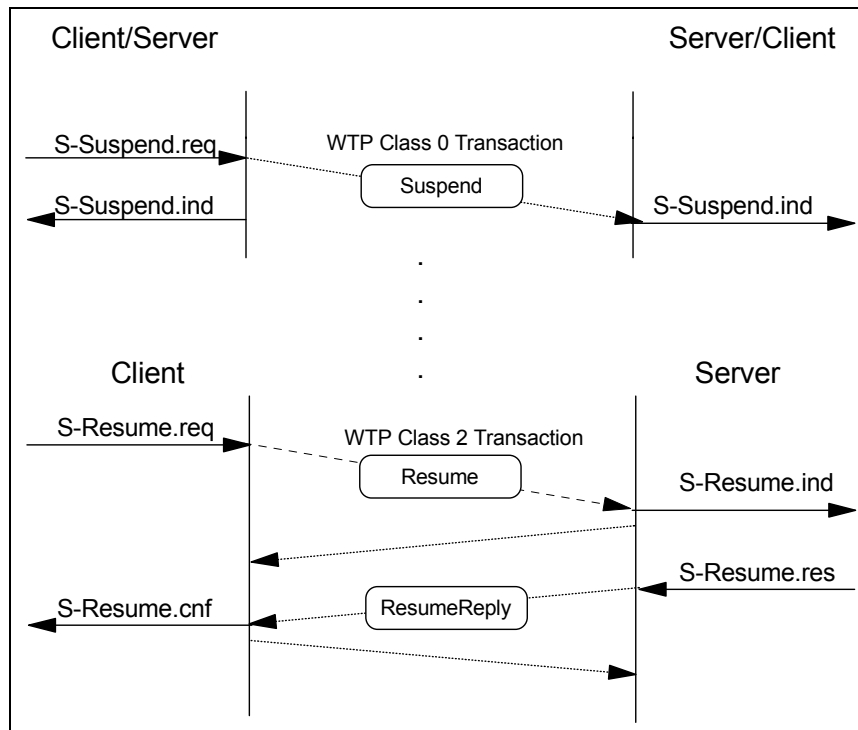 Client/Server
Server/Client
S-Suspend.req
WTP Class 0 Transaction
Suspend
S-Suspend.ind
S-Suspend.ind
Client
Server
S-Resume.req
WTP Class 2 Transaction
Resume
S-Resume.ind
S-Resume.res
ResumeReply
S-Resume.cnf